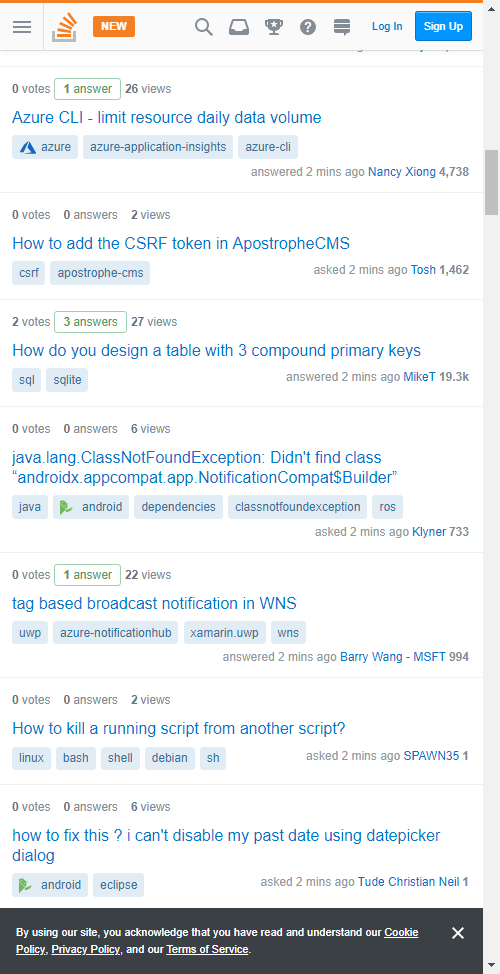 NEW
Log In
Sign Up
0 votes 1 answer 26 views
Azure CLI - limit resource daily data volume
azure azure-application-insights azure-cli
answered 2 mins ago Nancy Xiong 4,738
0 votes 0 answers 2 views
How to add the CSRF token in ApostropheCMS
csrf apostrophe-cms
asked 2 mins ago Tosh 1,462
2 votes 3 answers 27 views
How do you design a table with 3 compound primary keys
sql sqlite
answered 2 mins ago MikeT 19.3k
0 votes 0 answers 6 views
java.lang.ClassNotFoundException: Didn't find class
“androidx.appcompat.app.NotificationCompat$Builder”
java android dependencies classnotfoundexception ros
asked 2 mins ago Klyner 733
0 votes 1 answer 22 views
tag based broadcast notification in WNS
uwp azure-notificationhub xamarin.uwp wns
answered 2 mins ago Barry Wang - MSFT 994
0 votes 0 answers 2 views
How to kill a running script from another script?
linux bash shell debian sh
asked 2 mins ago SPAWN35 1
0 votes 0 answers 6 views
how to fix this ? i can't disable my past date using datepicker
dialog
android eclipse
asked 2 mins ago Tude Christian Neil 1
By using our site, you acknowledge that you have read and understand our Cookie
Policy, Privacy Policy, and our Terms of Service.